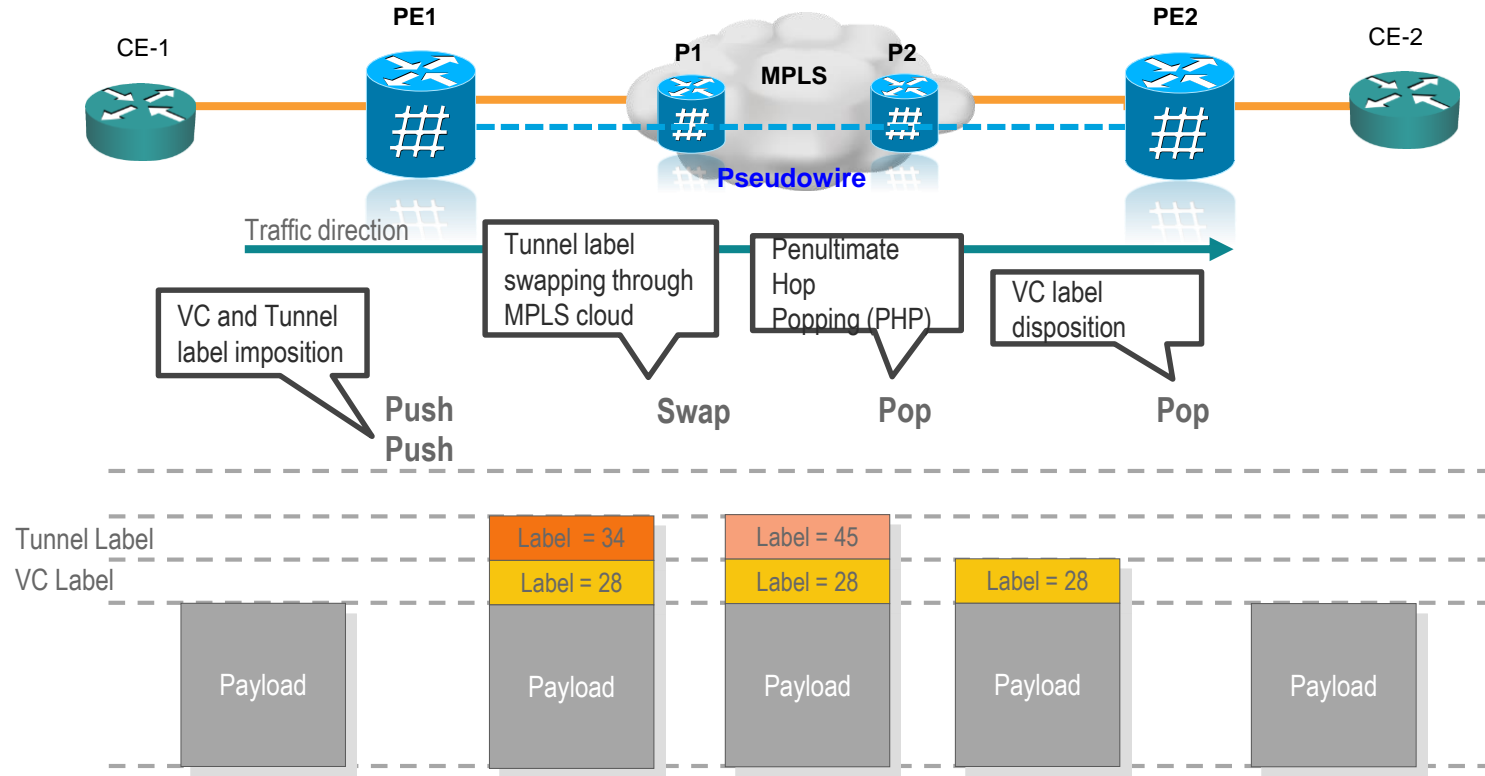 PE1
PE2
CE-1
P1
P2
CE-2
MPLS
Pseudowire
Traffic direction
Tunnel label
swapping through
MPLS cloud
Penultimate
Hop
Popping (PHP)
VC label
disposition
VC and Tunnel
label imposition
Push
Push
Swap
Pop
Pop
Tunnel Label
Label = 34
Label = 45
VC Label
Label = 28
Label = 28
Label = 28
Payload
Payload
Payload
Payload
Payload